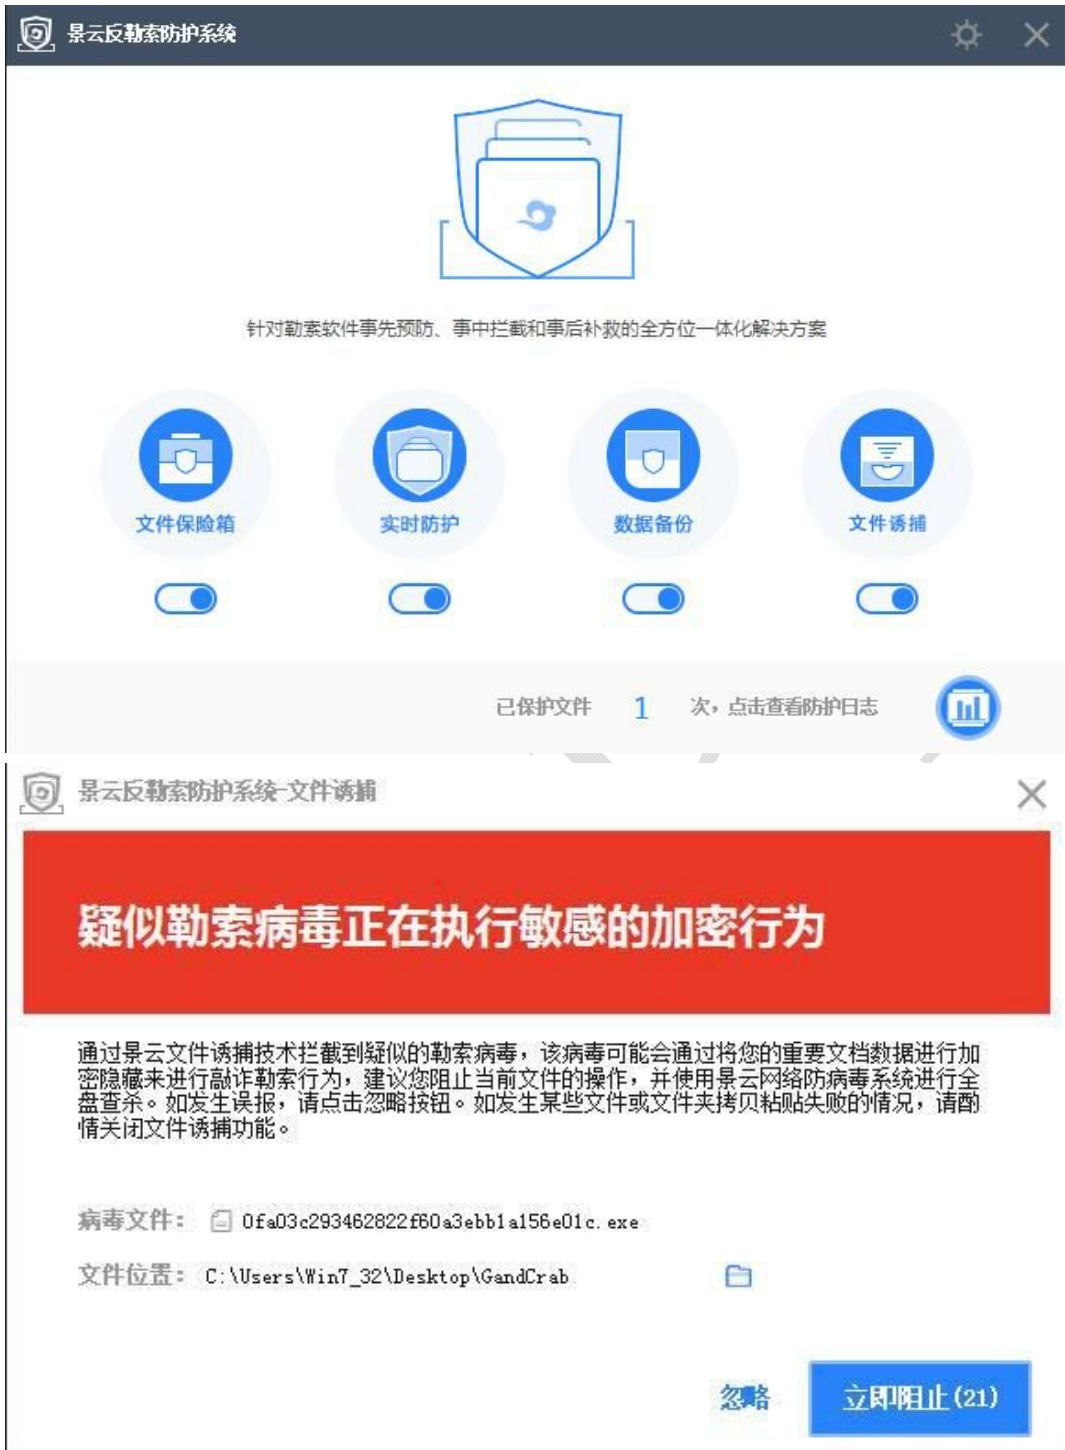 景云反勒索防护系统
针对勒索软件事先预防、事中拦截和事后补救的全方位一体化解决方案
文件保险箱 实时防护 数据备份 文件诱捕
已保护文件 1 次，点击查看防护日志
景云反勒索防护系统-文件诱捕
疑似勒索病毒正在执行敏感的加密行为
通过景云文件诱捕技术拦截到疑似的勒索病毒，该病毒可能会通过将您的重要文档数据进行加
密隐藏来进行敲诈勒索行为，建议您阻止当前文件的操作，并使用景云网络防病毒系统进行全
盘查杀。如发生误报，请点击忽略按钮。如发生某些文件或文件夹拷贝粘贴失败的情况，请酌
情关闭文件诱捕功能。
病毒文件： 0fa03c293462822f60a3ebb1a156e01c.exe
文件位置： C:\Users\Win7_32\Desktop\GandCrab
忽略 立即阻止(21)